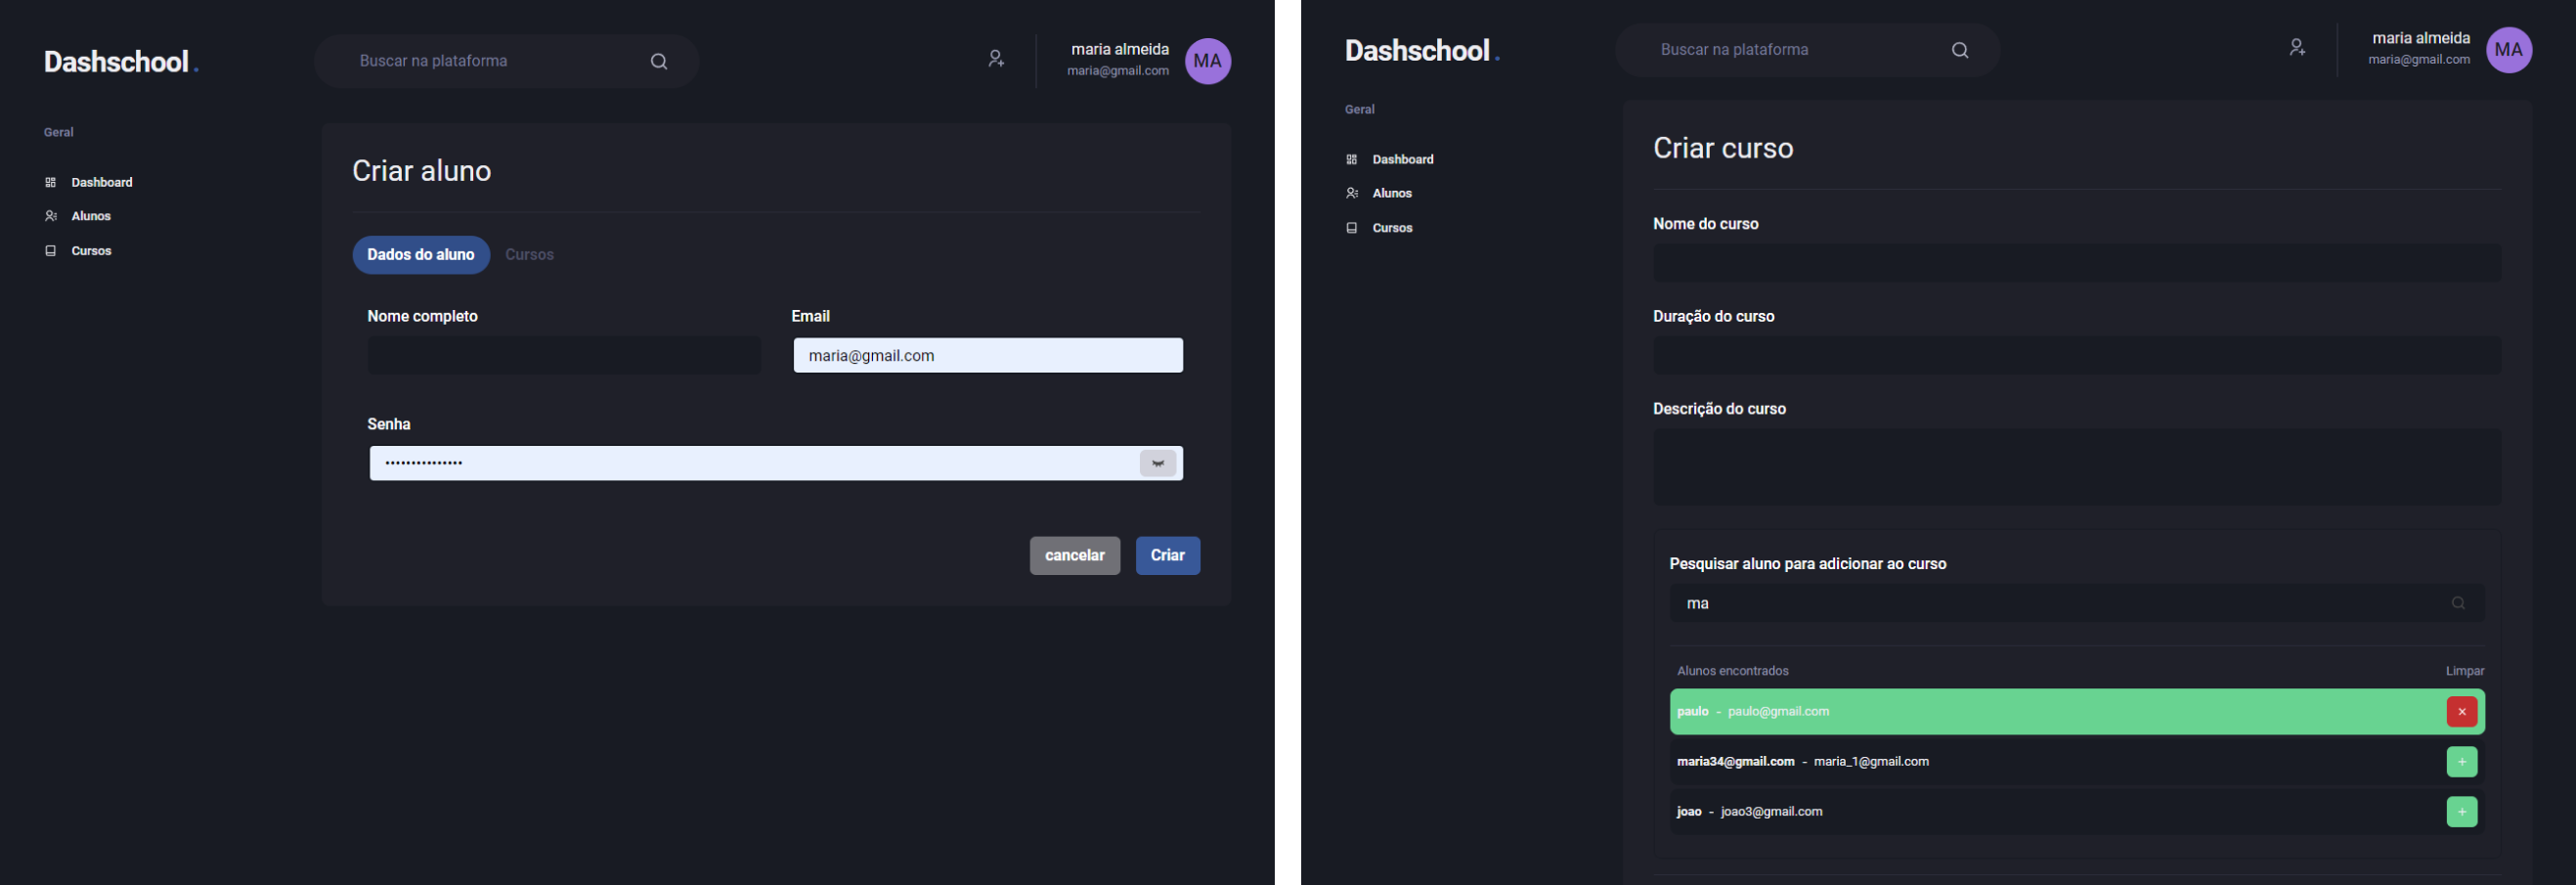 Dashschool.
Buscar na plataforma
maria almeida
maria@gmail.com
MA
Geral
Dashboard
Alunos
Cursos
Criar aluno
Dados do aluno Cursos
Nome completo Email
maria@gmail.com
Senha
•••••••••••••••
cancelar Criar
Dashschool.
Buscar na plataforma
maria almeida
maria@gmail.com
MA
Geral
Dashboard
Alunos
Cursos
Criar curso
Nome do curso
Duração do curso
Descrição do curso
Pesquisar aluno para adicionar ao curso
ma
Alunos encontrados Limpar
paulo - paulo@gmail.com
maria34@gmail.com - maria_1@gmail.com
joao - joao3@gmail.com